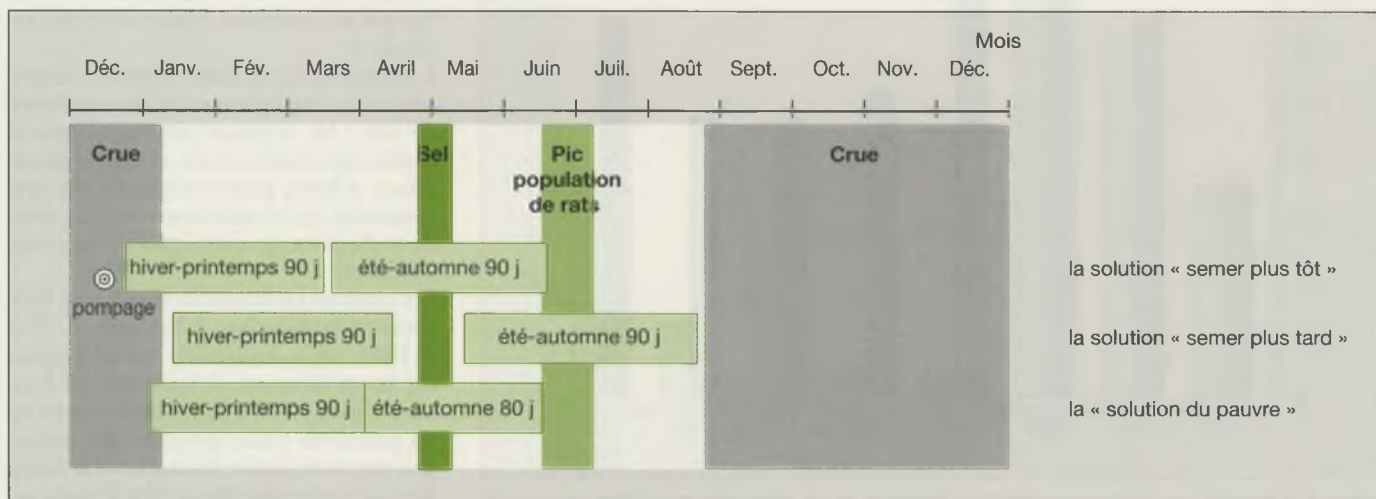 Mois
Déc. Janv. Fév. Mars Avril Mai Juin Juil. Août Sept. Oct. Nov. Déc.
Crue Sel Pic Crue
population
de rats
hiver-printemps 90 j été-automne 90 j la solution « semer plus tôt »
pompage
hiver-printemps 90 j été-automne 90 j la solution « semer plus tard »
hiver-printemps 90 j été-automne 80 j la « solution du pauvre »